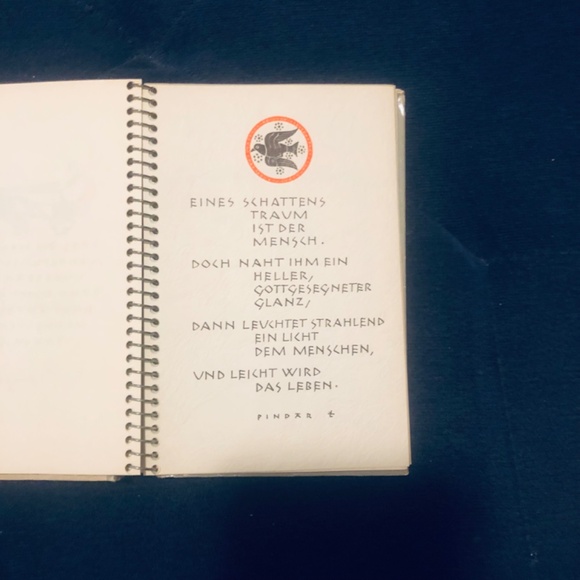 EINES SCHATTENS
TRAUM
IST DER
MENSCH.
DOCH NAHT IHM EIN
HELLER,
GOTTGESEGNETER
GLANZ,
DANN LEUCHTET STRAHLEND
EIN LICHT
DEM MENSCHEN,
UND LEICHT WIRD
DAS LEBEN.
PINDAR